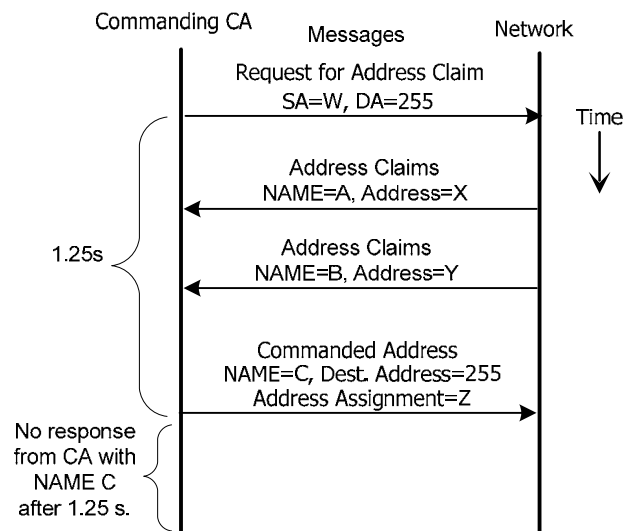 Commanding CA
Messages
Network
Request for Address Claim
SA=W, DA=255
Time
Address Claims
NAME=A, Address=X
1.25s
Address Claims
NAME=B, Address=Y
Commanded Address
NAME=C, Dest. Address=255
Address Assignment=Z
No response
from CA with
NAME C
after 1.25 s.